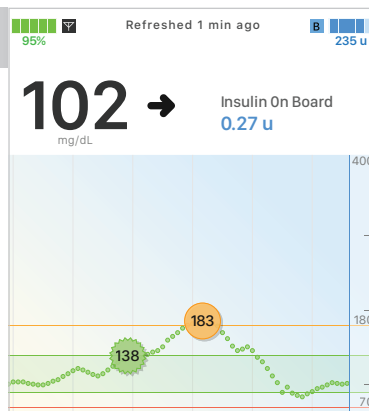 Refreshed 1 min ago
B
95%
235 u
102
mg/dL
Insulin On Board
0.27 u
400
183
180
138
70